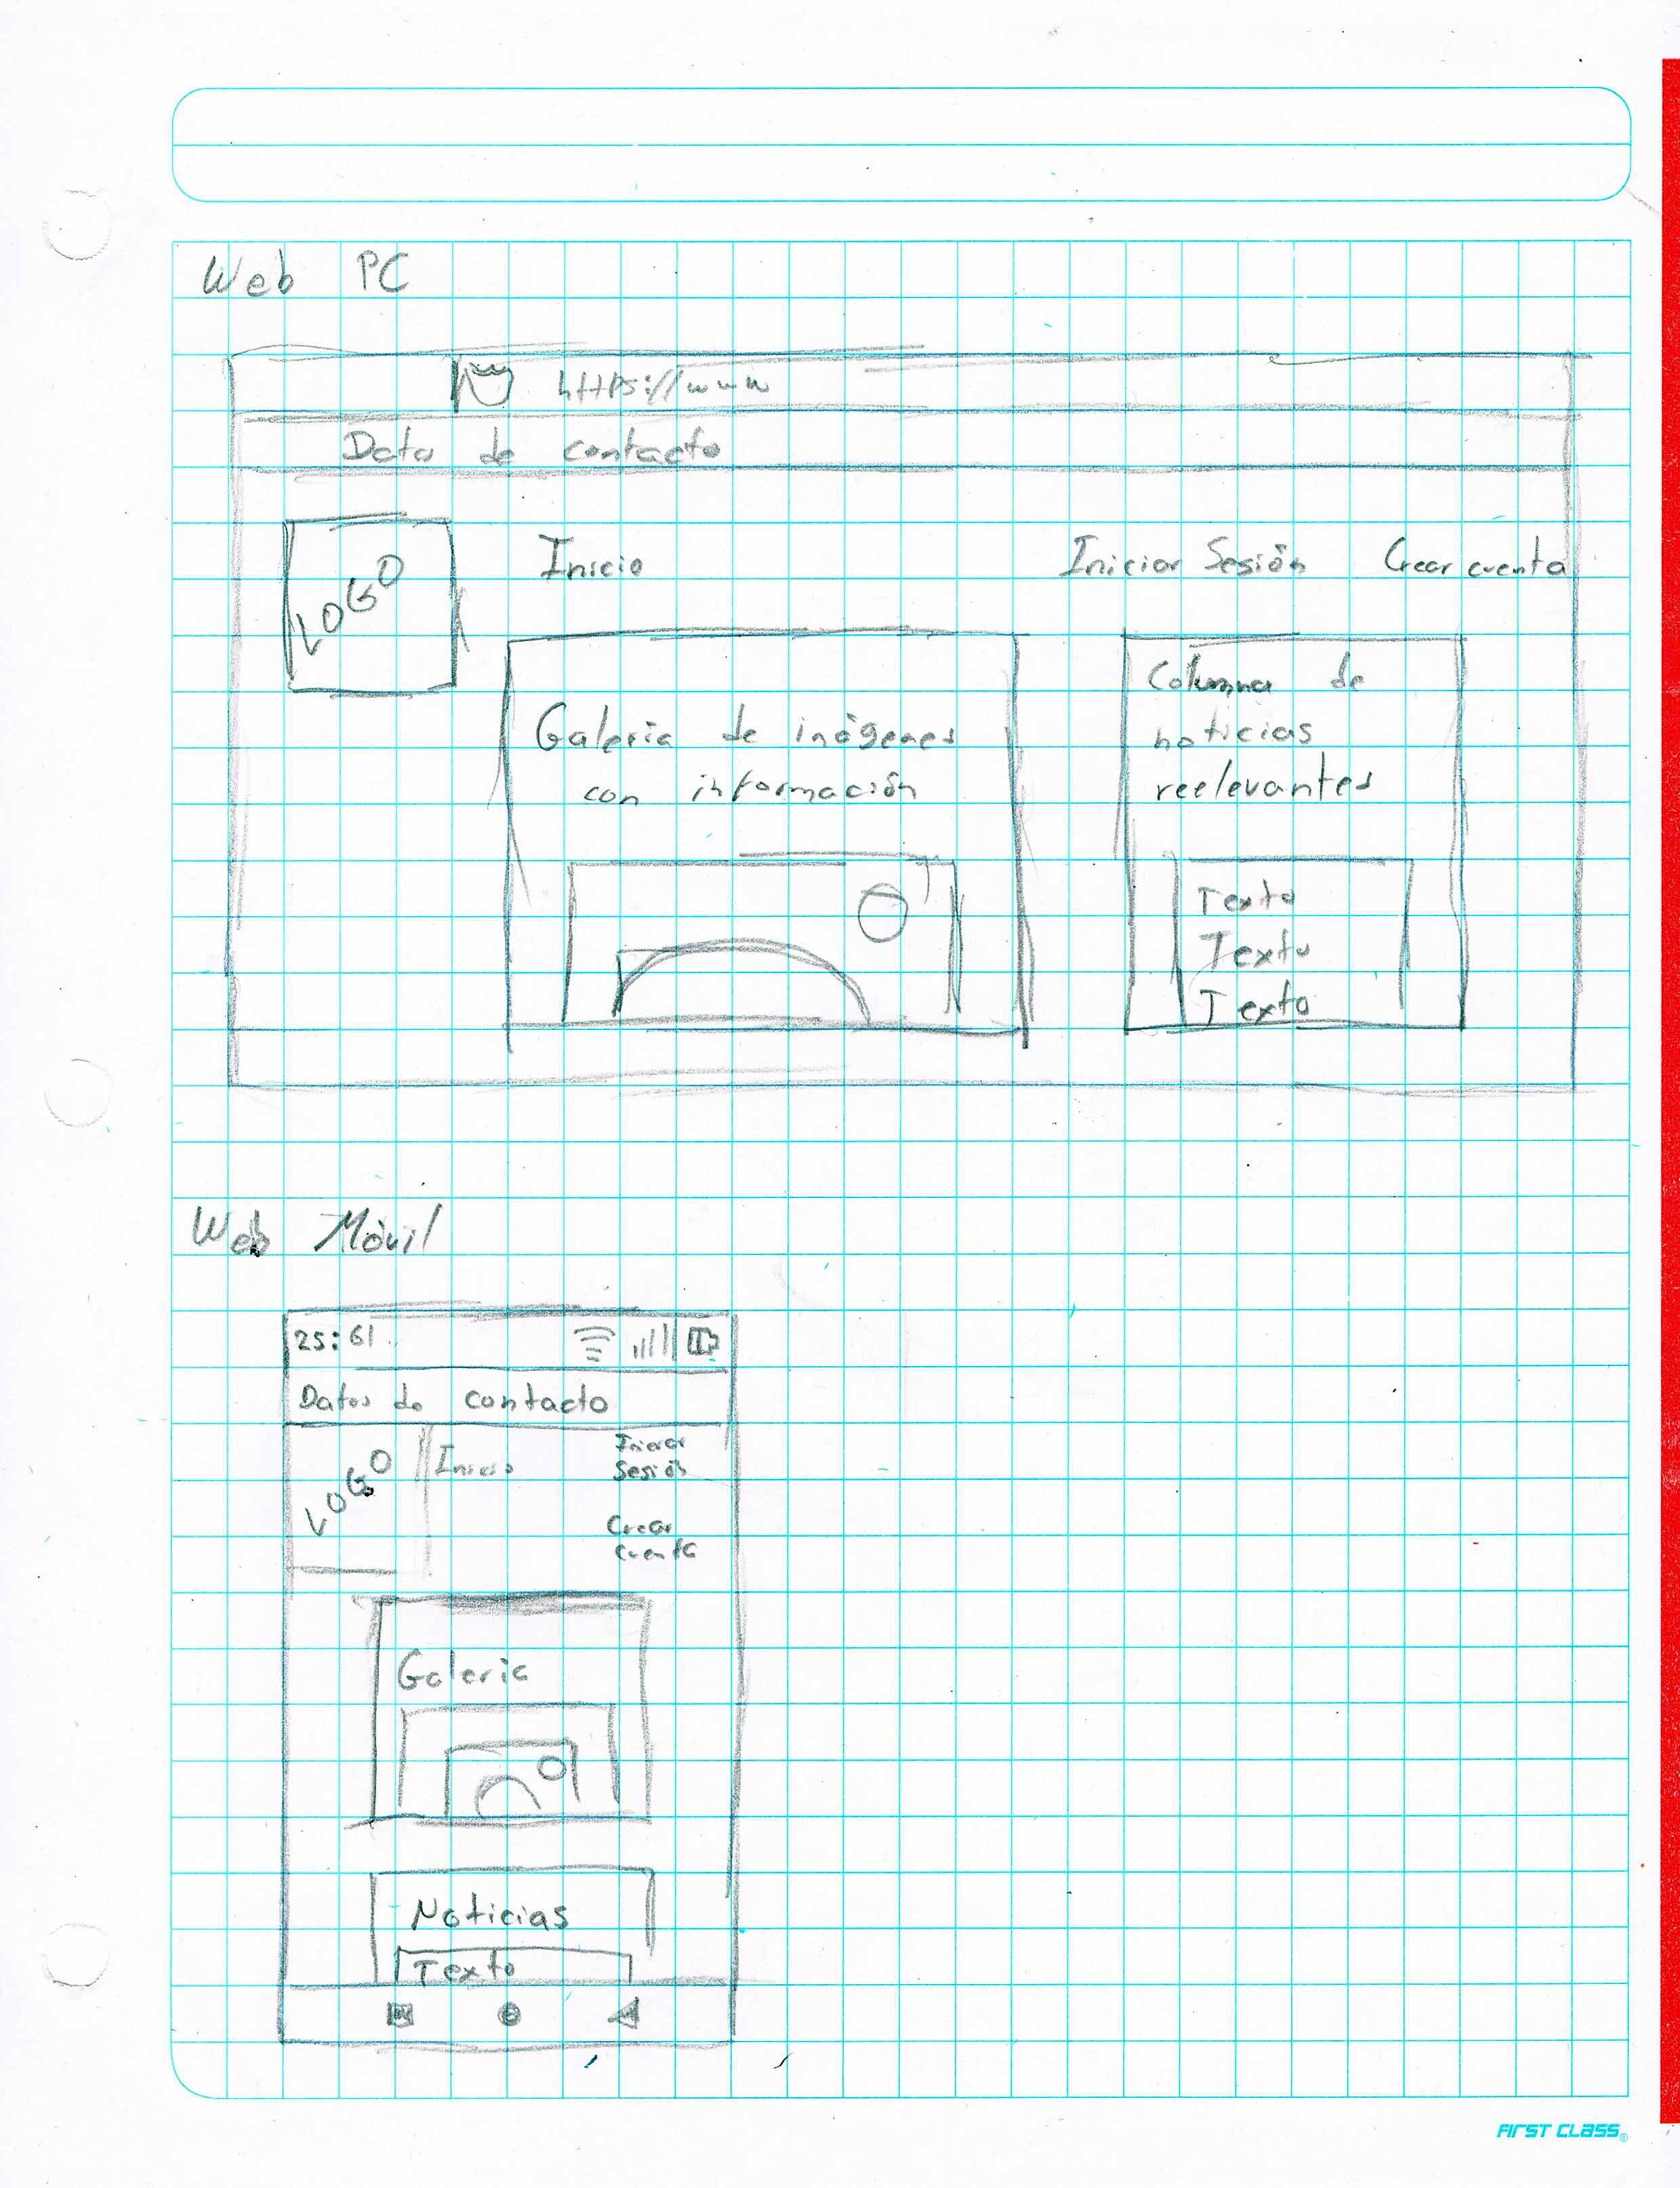 Web PC
https://www
Datos de contacto
LOGO
Inicio
Iniciar Sesión
Crear cuenta
Galeria de inágenes
con información
Columna de
noticias
reelevantes
Texto
Texto
Texto
Web Móvil
25:61
Datos de contacto
LOGO
Inicio
Iniciar
Sesión
Crear
cuenta
Galeria
Noticias
Texto
FIRST CLASS